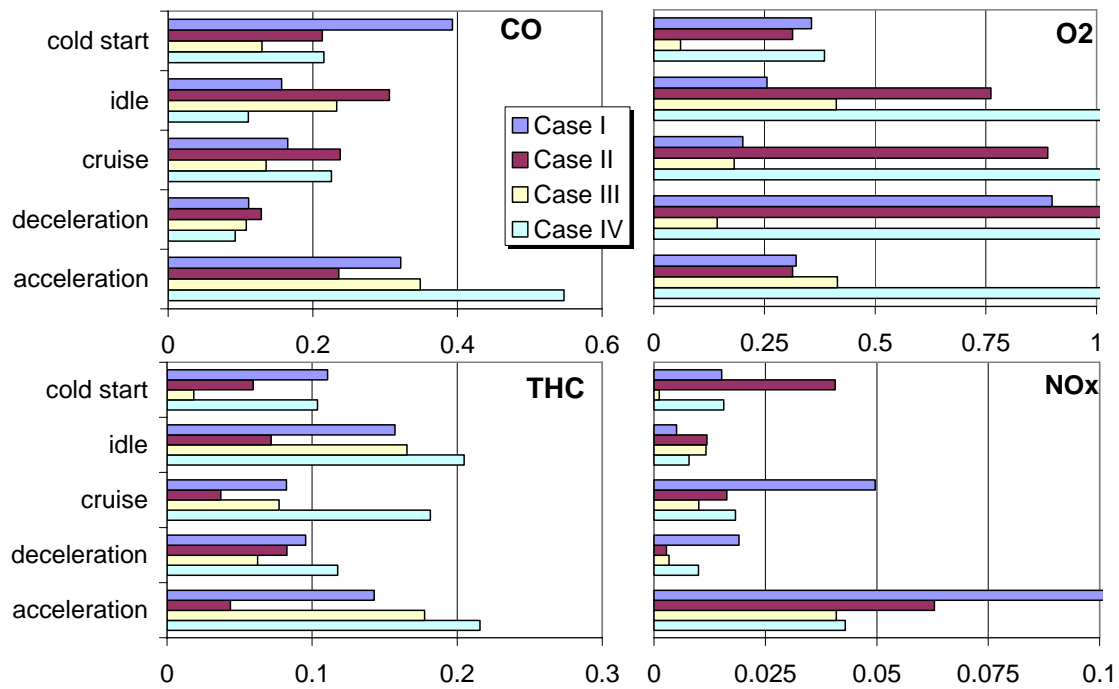 CO
cold start
idle
cruise
deceleration
acceleration
0 0.2 0.4 0.6
O2
0 0.25 0.5 0.75 1
Case I
Case II
Case III
Case IV
THC
cold start
idle
cruise
deceleration
acceleration
0 0.1 0.2 0.3
NOx
0 0.025 0.05 0.075 0.1